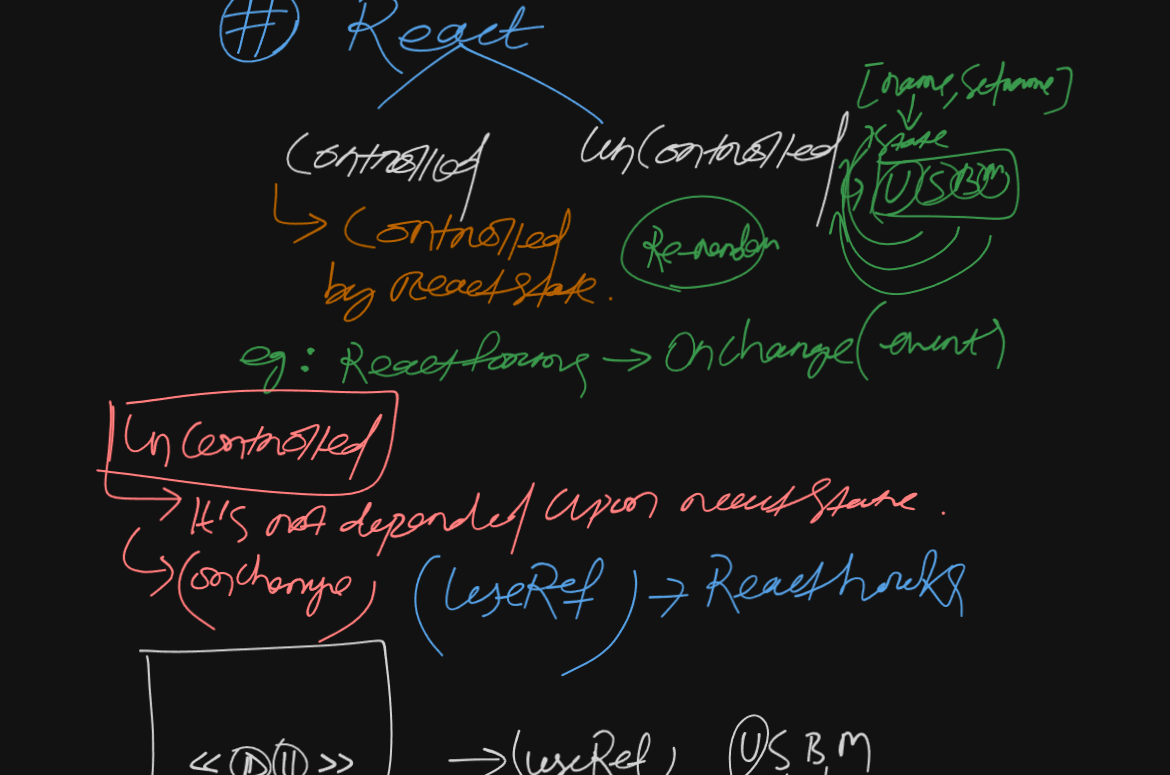 # React
[name, setname]
Controlled
Uncontrolled
state
U S B M
Controlled
by React state.
Re-render
eg: React forms → Onchange(event)
Uncontrolled
It's not depended upon react state.
(onchange)
(useRef) → React hooks
<< >>
→ (useRef) U S B M